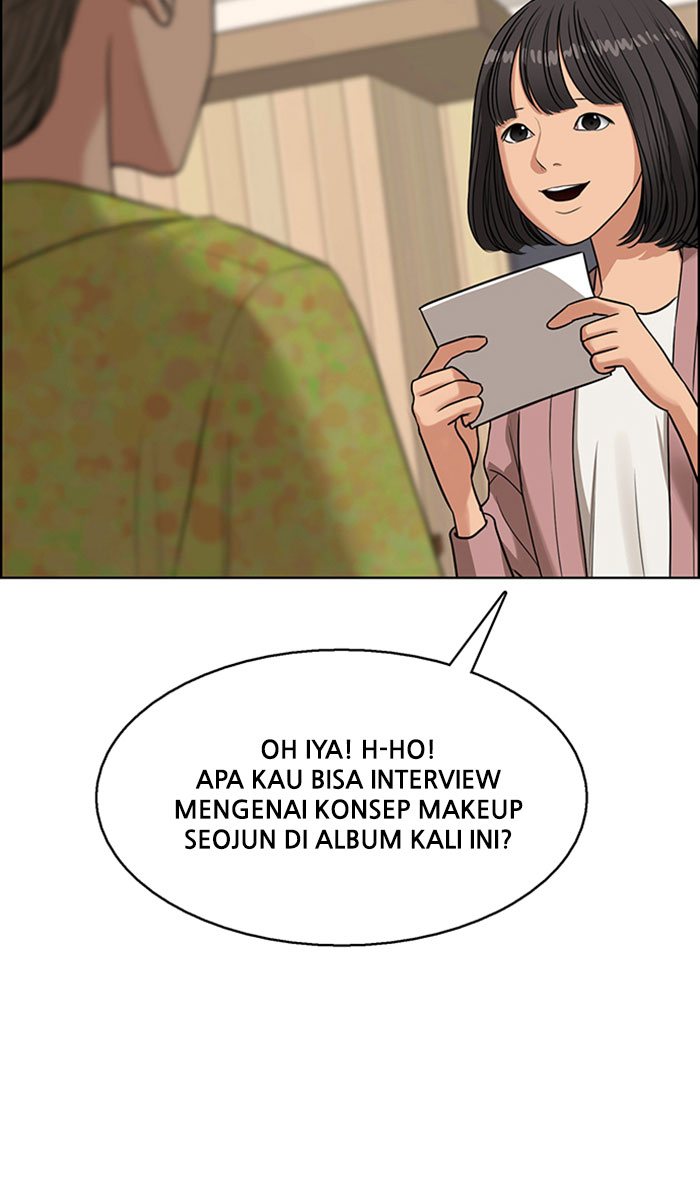 OH IYA! H-HO!
APA KAU BISA INTERVIEW
MENGENAI KONSEP MAKEUP
SEOJUN DI ALBUM KALI INI?